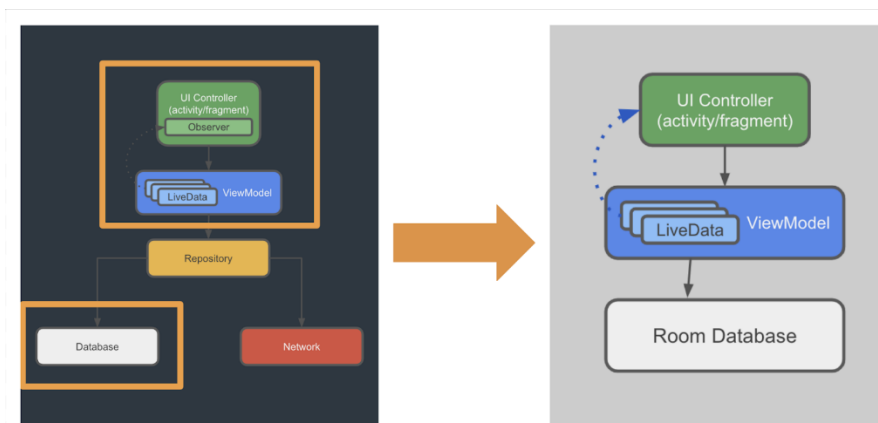 UI Controller
(activity/fragment)
Observer
LiveData
ViewModel
Repository
Database
Network
UI Controller
(activity/fragment)
LiveData
ViewModel
Room Database